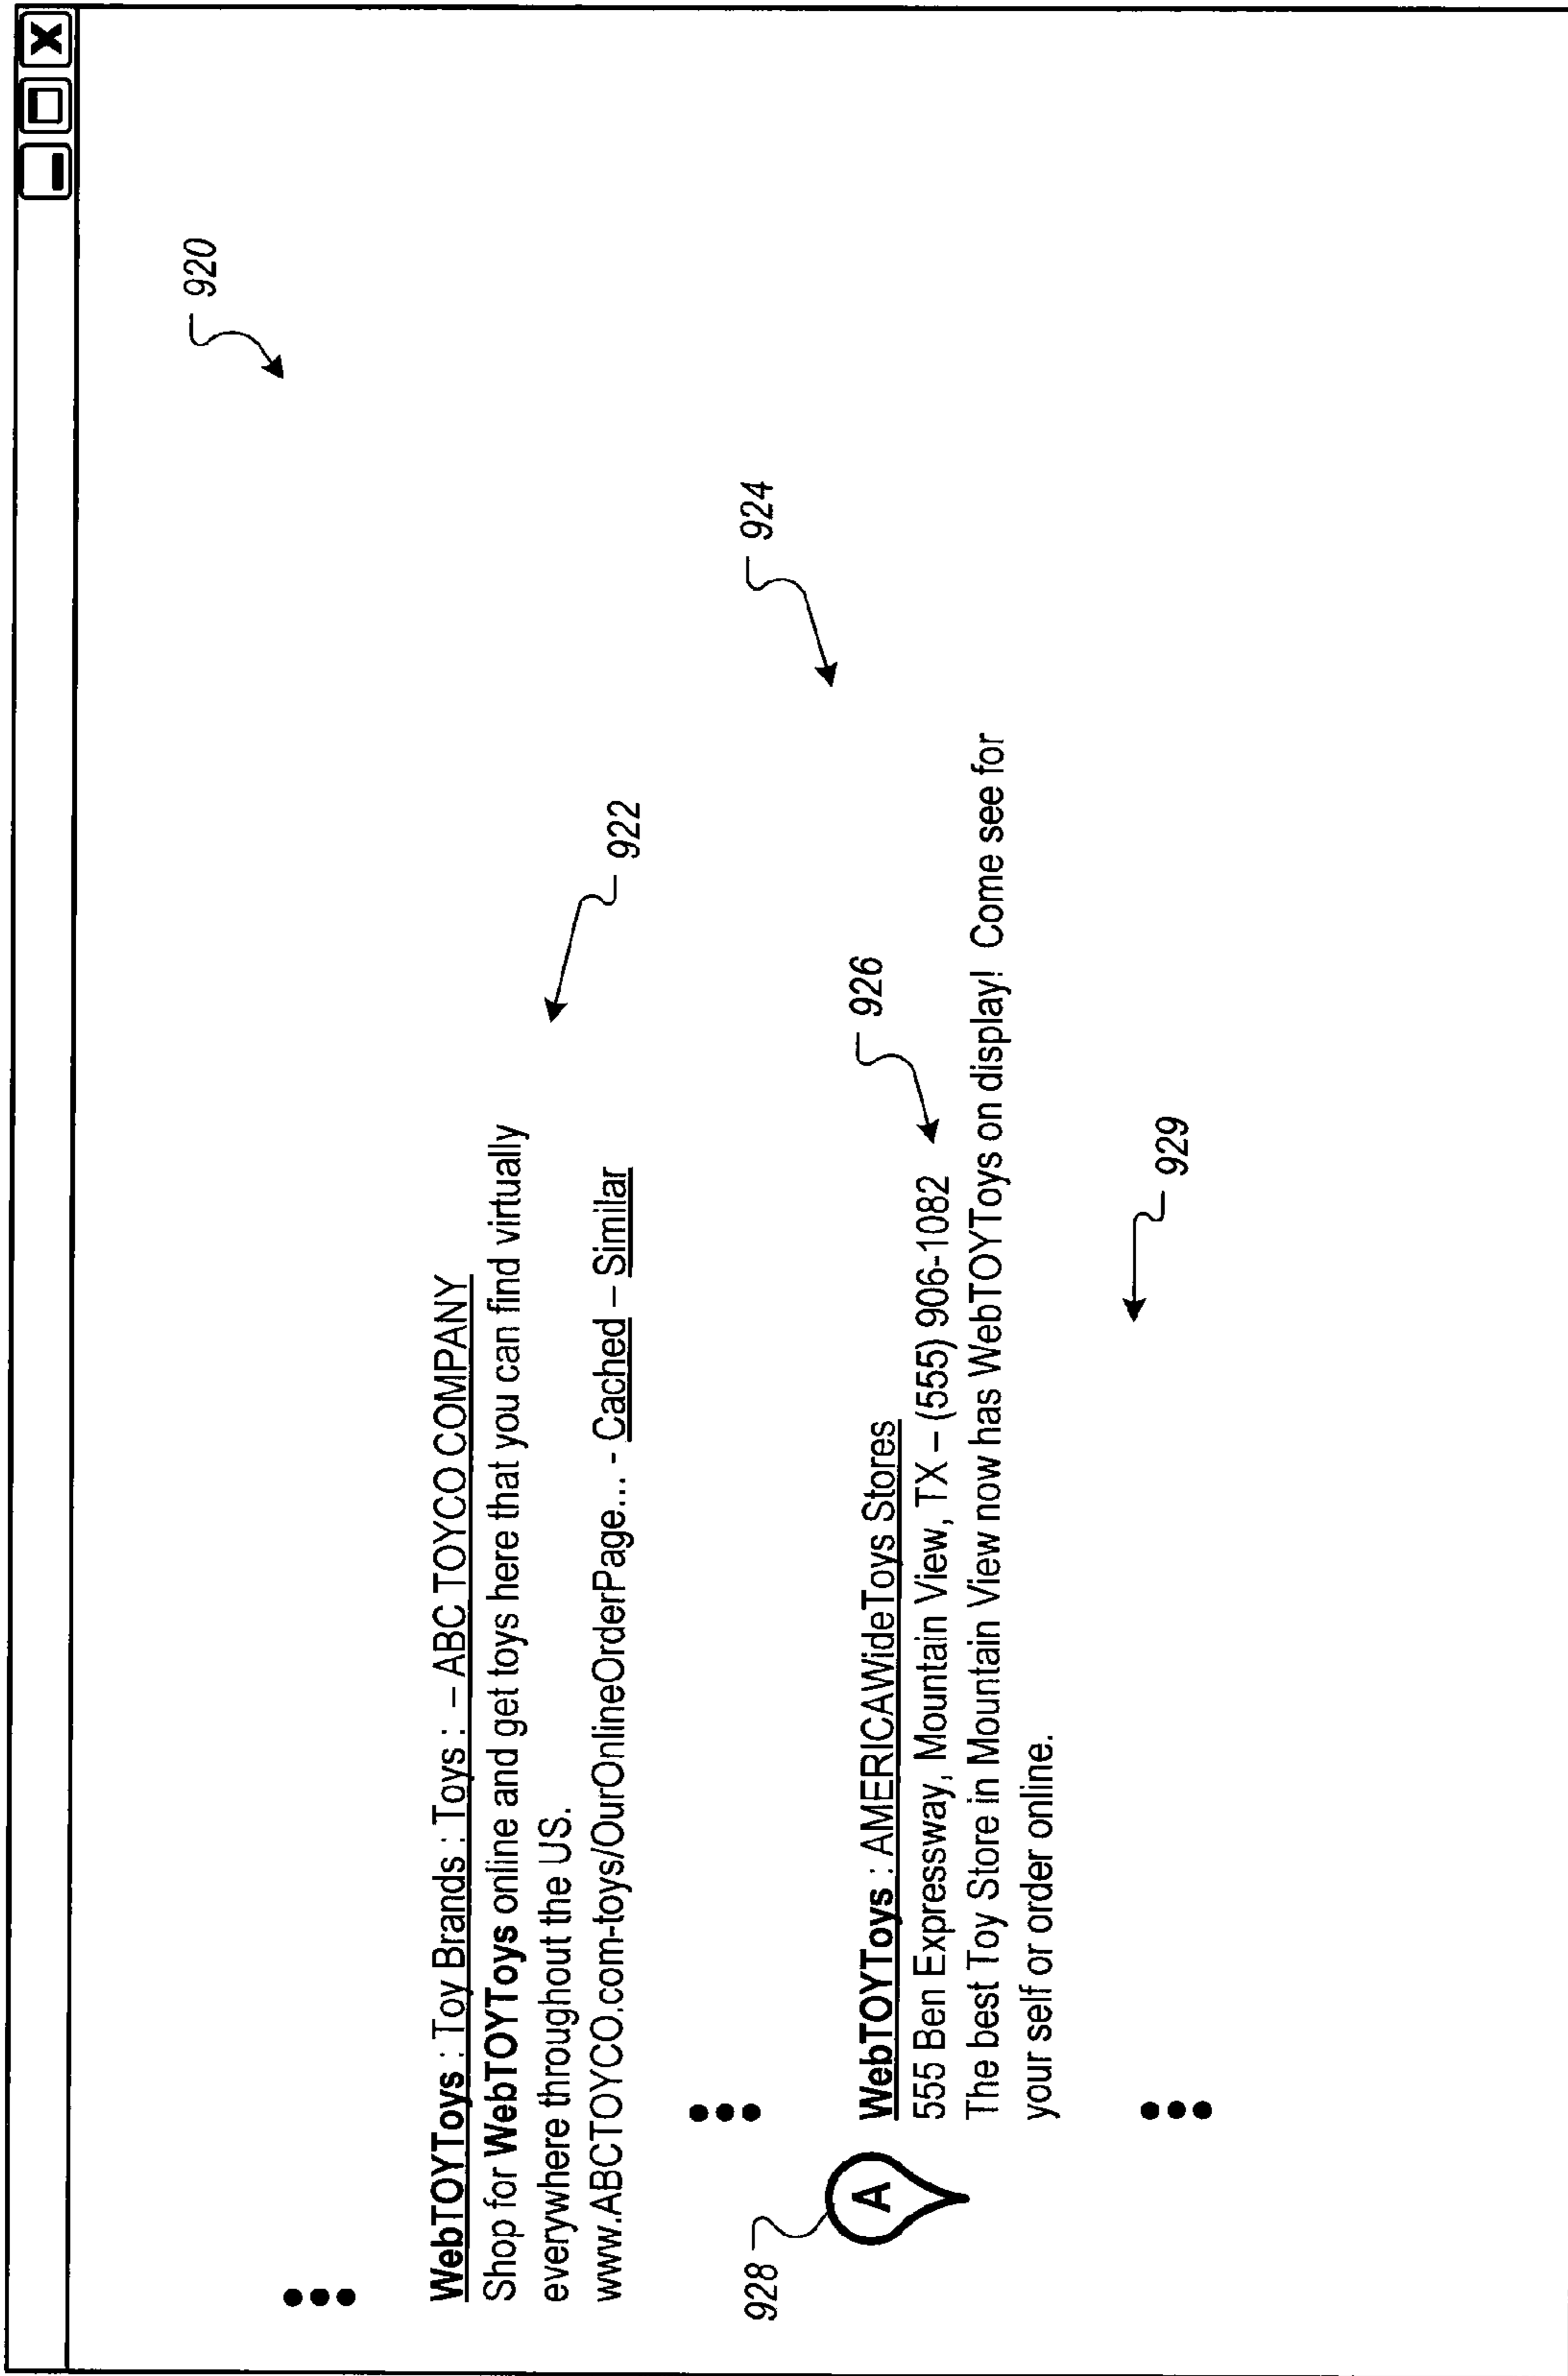 920
WebTOYToys : Toy Brands : Toys : – ABC TOYCO COMPANY
Shop for WebTOYToys online and get toys here that you can find virtually
everywhere throughout the US.
www.ABCTOYCO.com-toys/OurOnlineOrderPage... - Cached – Similar
922
924
928
A
WebTOYToys : AMERICAWideToys Stores
555 Ben Expressway, Mountain View, TX – (555) 906-1082
926
The best Toy Store in Mountain View now has WebTOYToys on display!  Come see for
your self or order online.
929